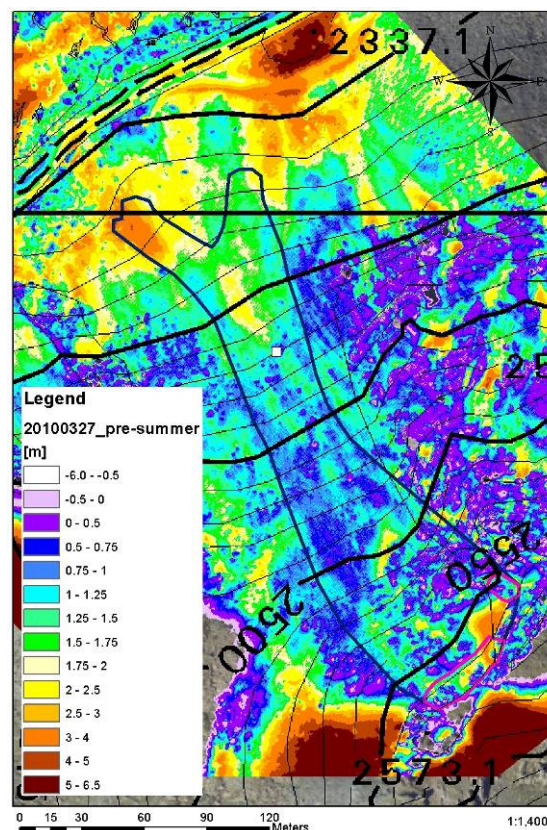 2337.1
N
W E
S
25
Legend
20100327_pre-summer
[m]
-6.0 - -0.5
-0.5 - 0
0 - 0.5
0.5 - 0.75
0.75 - 1
1 - 1.25
1.25 - 1.5
1.5 - 1.75
1.75 - 2
2 - 2.5
2.5 - 3
3 - 4
4 - 5
5 - 6.5
2550
2500
2573.1
0 15 30 60 90 120
Meters
1:1,400